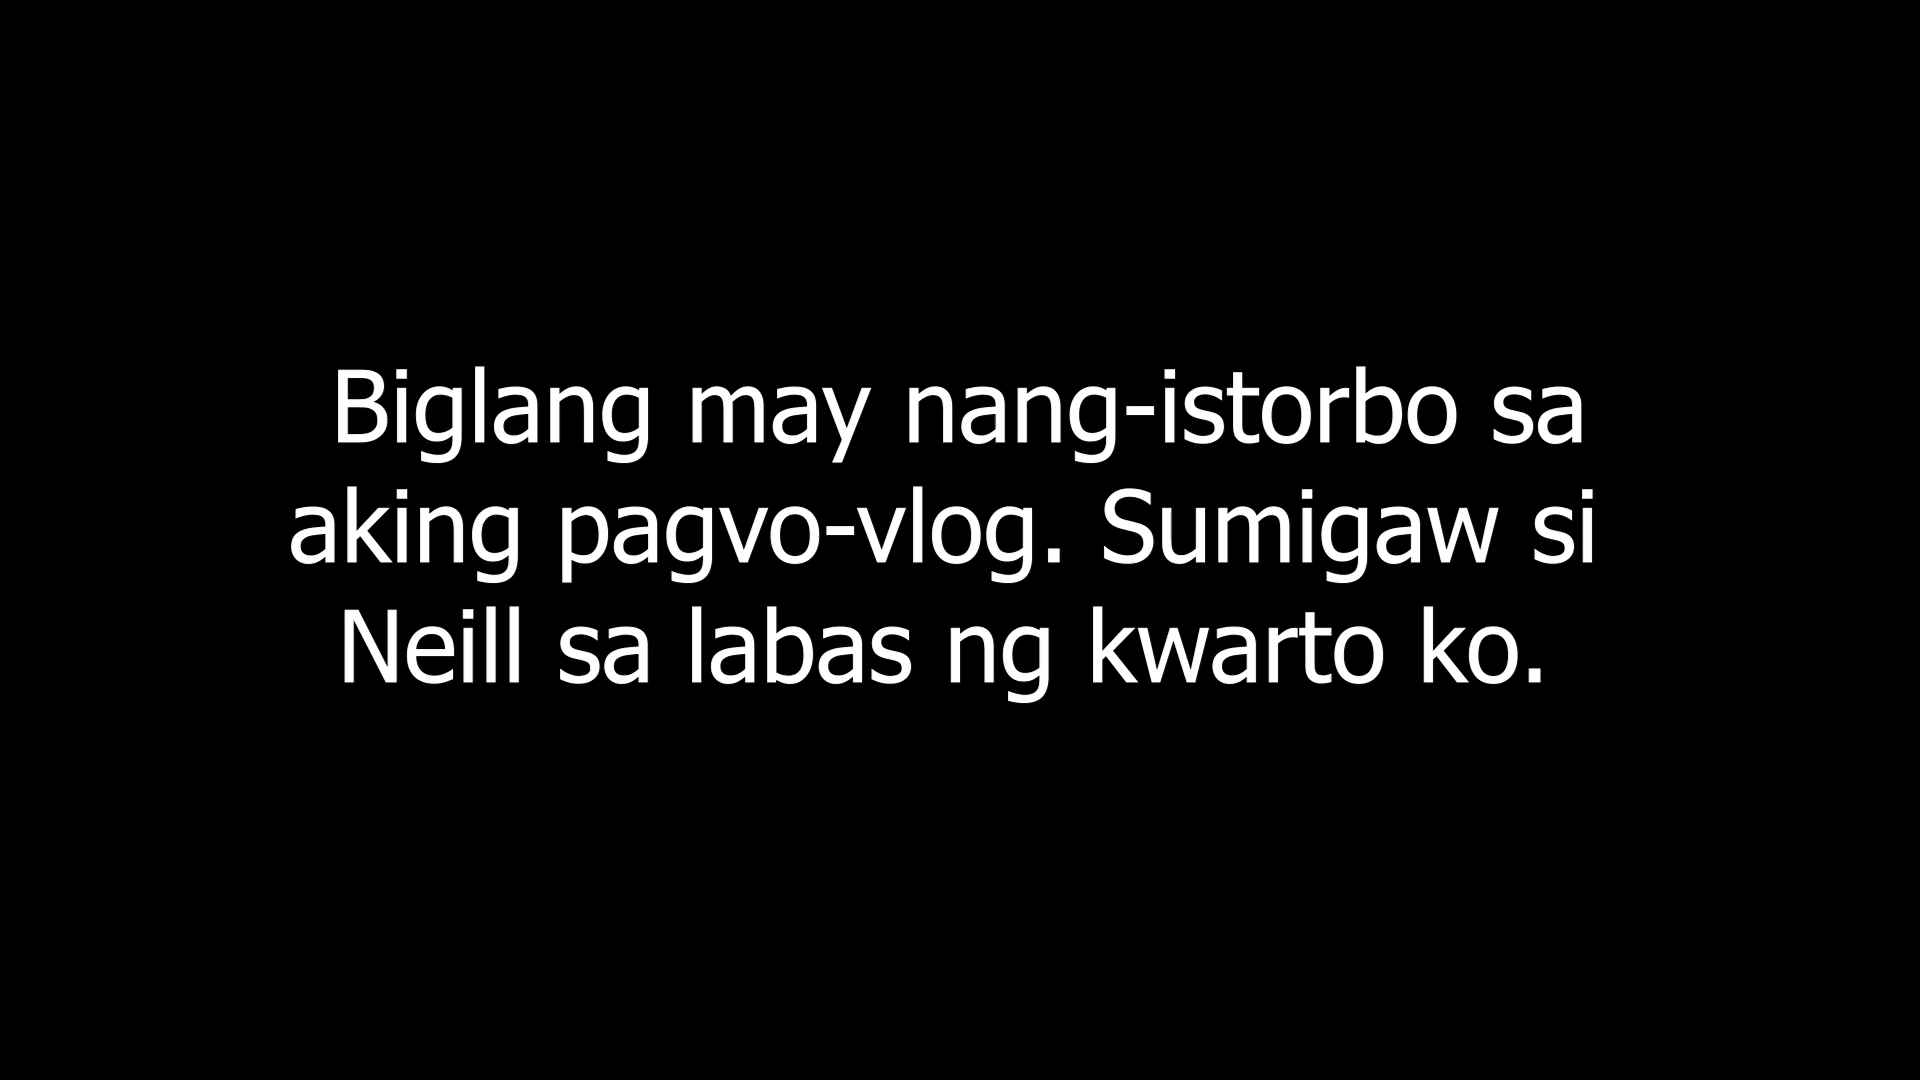 Biglang may nang-istorbo sa
aking pagvo-vlog. Sumigaw si
Neill sa labas ng kwarto ko.